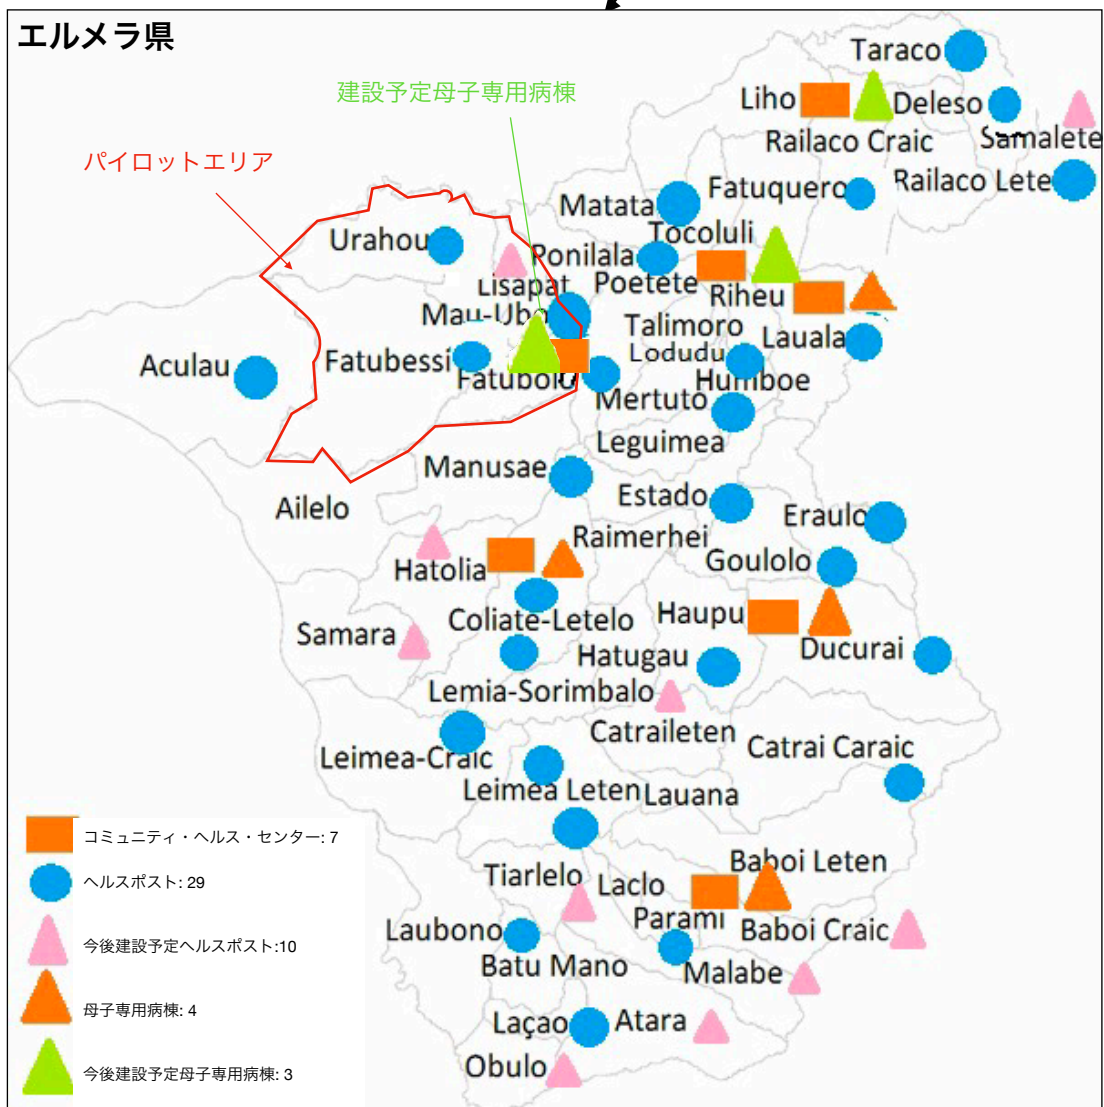 エルメラ県
Taraco
建設予定母子専用病棟
Liho
Deleso
Railaco Craic
Samalete
パイロットエリア
Fatuquero
Railaco Lete
Matata
Urahou
Tocoluli
Ponilala
Lisapat
Poetete
Riheu
Mau-Ubo
Talimoro
Lauala
Aculau
Fatubessi
Lodudu
Fatubolu
Humboe
Mertuto
Leguimea
Manusae
Estado
Ailelo
Eraulo
Raimerhei
Goulolo
Hatolia
Coliate-Letelo
Haupu
Samara
Hatugau
Ducurai
Lemia-Sorimbalo
Catraileten
Catrai Caraic
Leimea-Craic
Leimea Leten
Lauana
コミュニティ・ヘルス・センター: 7
Baboi Leten
ヘルスポスト: 29
Tiarlelo
Laclo
Parami
Laubono
Baboi Craic
今後建設予定ヘルスポスト:10
Batu Mano
Malabe
母子専用病棟: 4
Laçao
Atara
Obulo
今後建設予定母子専用病棟: 3